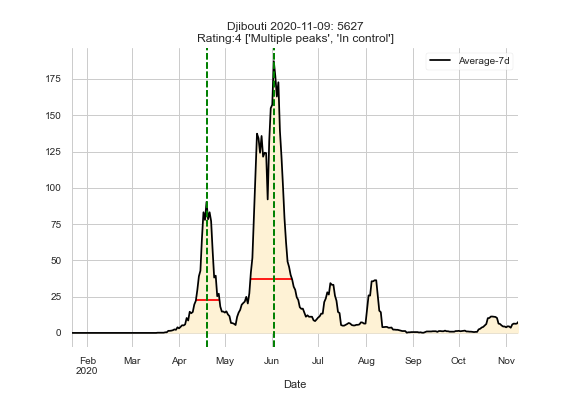 Djibouti 2020-11-09: 5627
Rating:4 ['Multiple peaks', 'In control']
Average-7d
175
150
125
100
75
50
25
0
Feb Mar Apr May Jun Jul Aug Sep Oct Nov
2020
Date